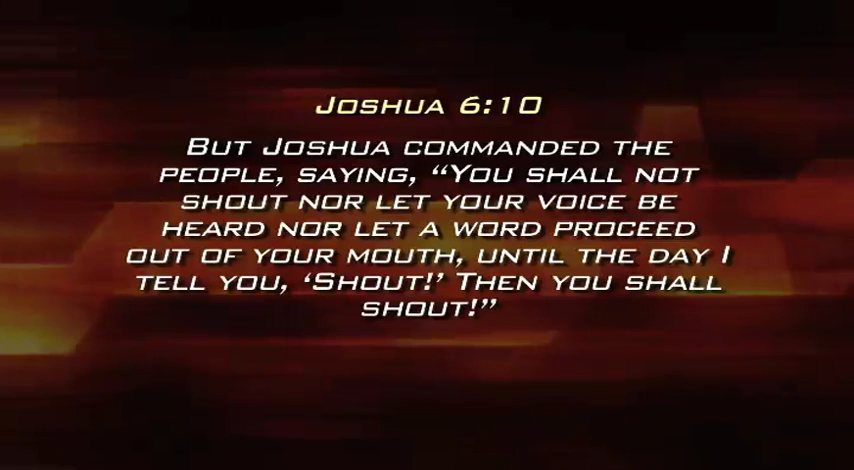 Joshua 6:10
But Joshua commanded the
people, saying, “You shall not
shout nor let your voice be
heard nor let a word proceed
out of your mouth, until the day I
tell you, ‘Shout!’ Then you shall
shout!”